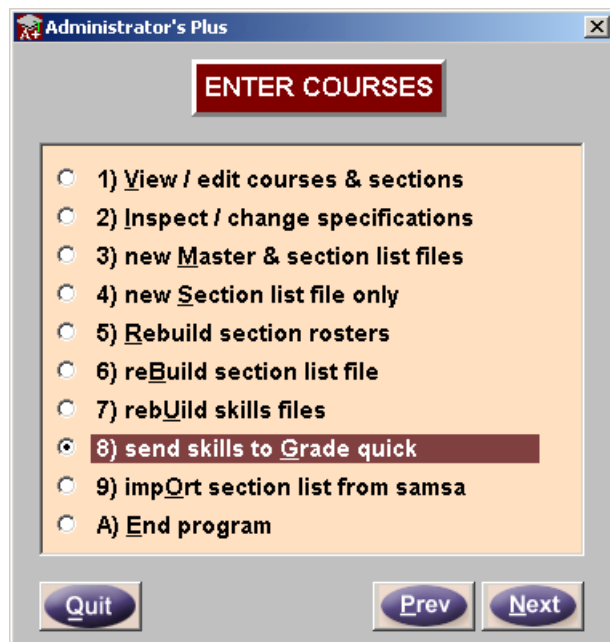 Administrator's Plus
ENTER COURSES
1) View / edit courses & sections
2) Inspect / change specifications
3) new Master & section list files
4) new Section list file only
5) Rebuild section rosters
6) reBuild section list file
7) rebUild skills files
8) send skills to Grade quick
9) impOrt section list from samsa
A) End program
Quit Prev Next